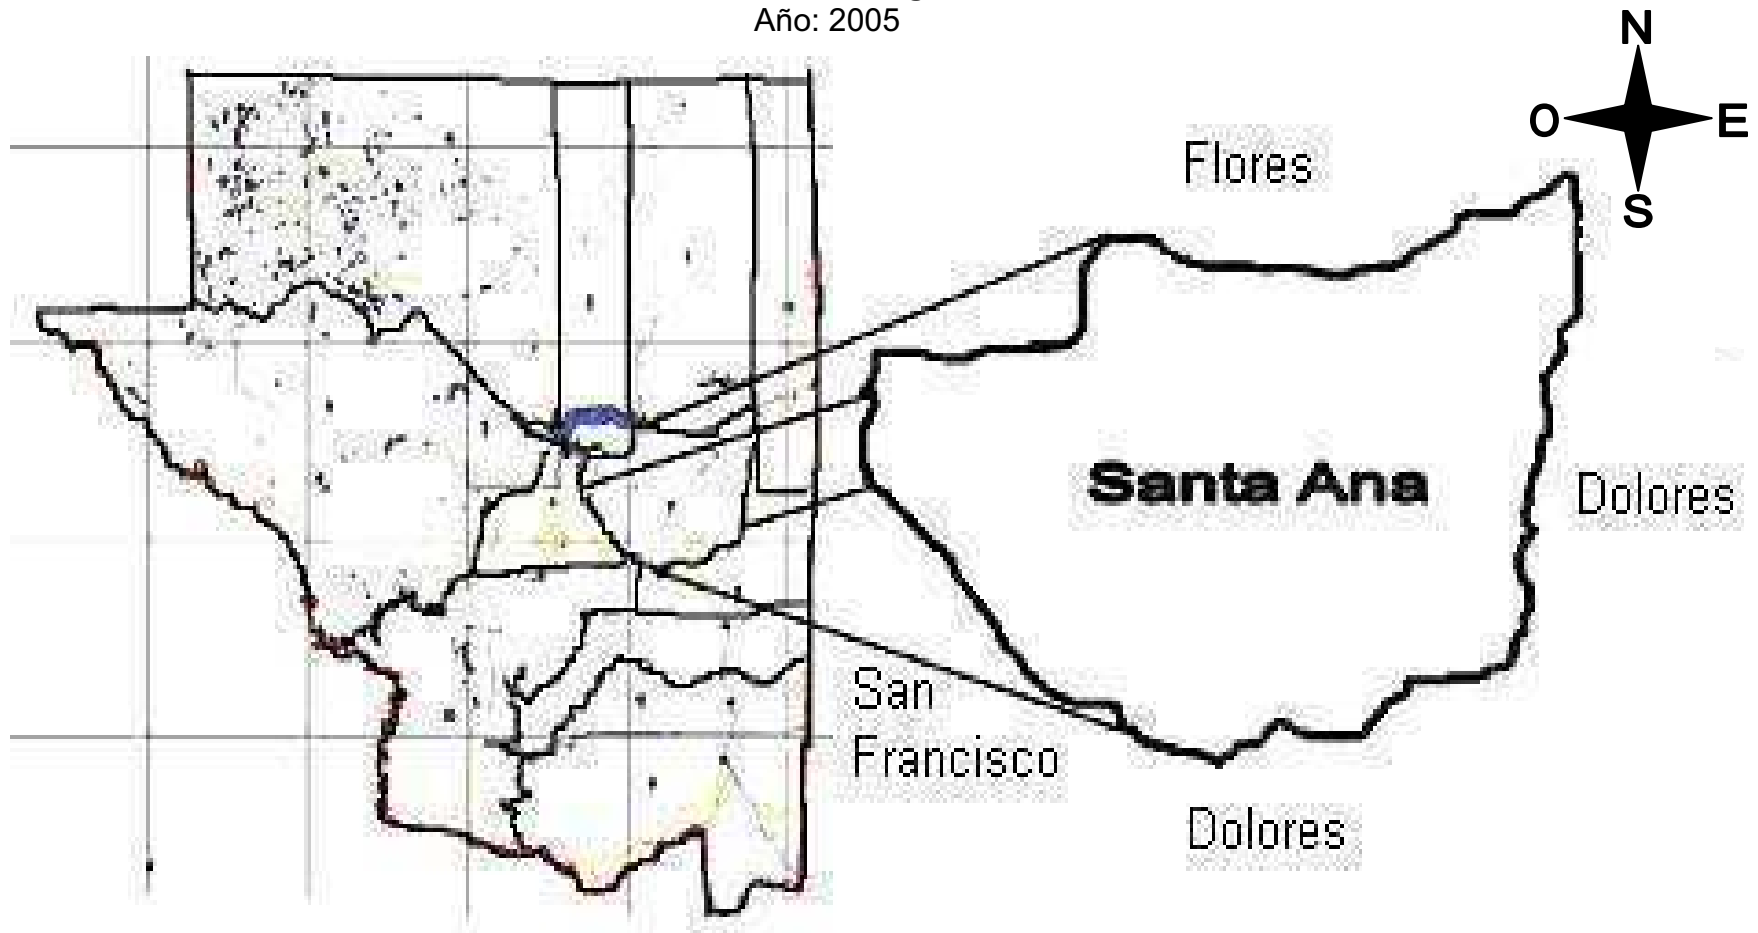 Año: 2005
N
O
E
S
Flores
Santa Ana
Dolores
San
Francisco
Dolores